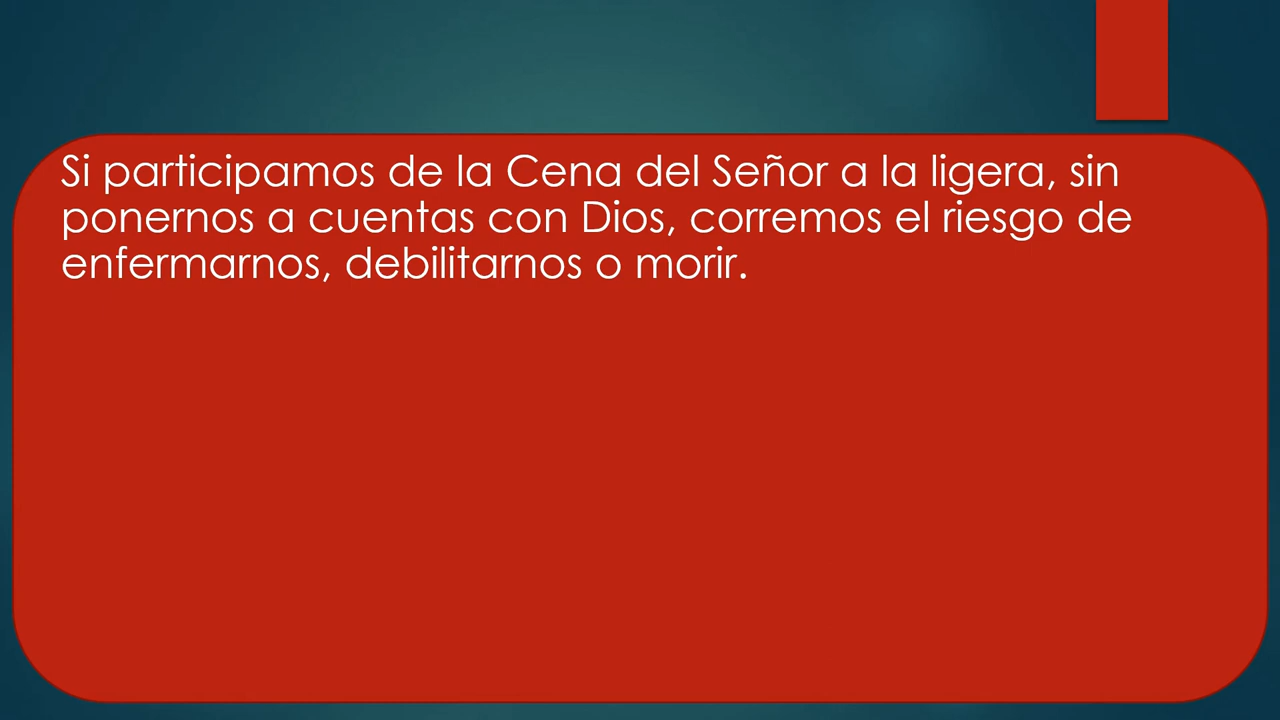 Si participamos de la Cena del Señor a la ligera, sin
ponernos a cuentas con Dios, corremos el riesgo de
enfermarnos, debilitarnos o morir.